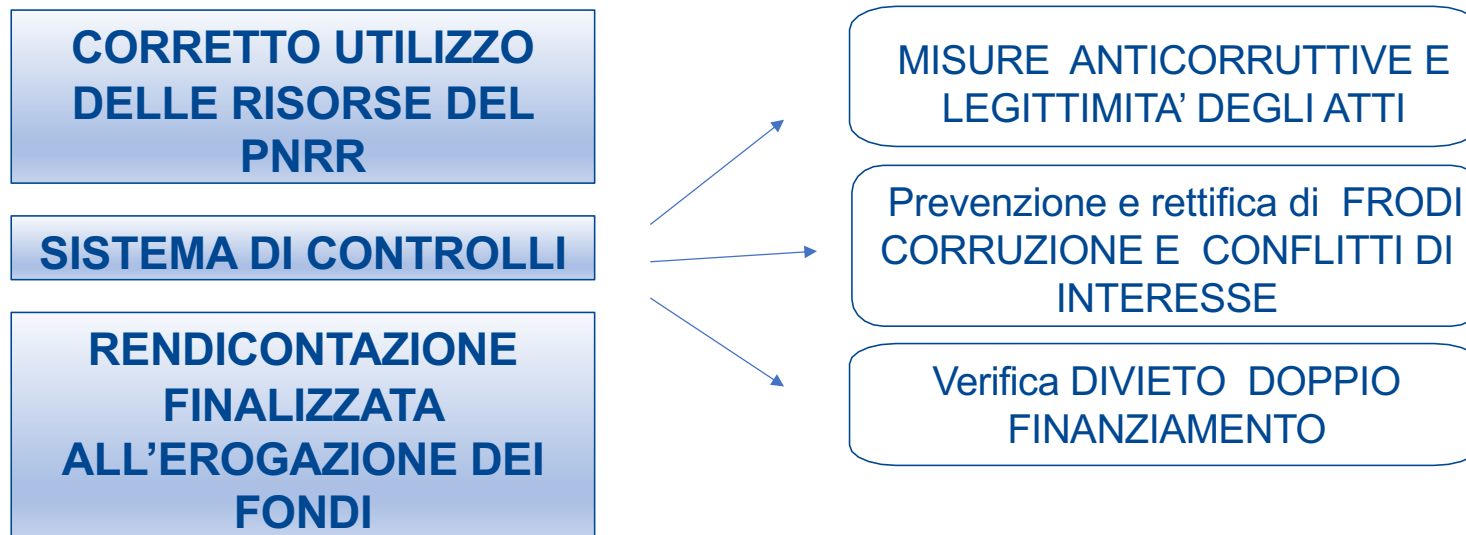 CORRETTO UTILIZZO
DELLE RISORSE DEL
PNRR
SISTEMA DI CONTROLLI
RENDICONTAZIONE
FINALIZZATA
ALL’EROGAZIONE DEI
FONDI
MISURE ANTICORRUTTIVE E
LEGITTIMITA’ DEGLI ATTI
Prevenzione e rettifica di FRODI
CORRUZIONE E CONFLITTI DI
INTERESSE
Verifica DIVIETO DOPPIO
FINANZIAMENTO